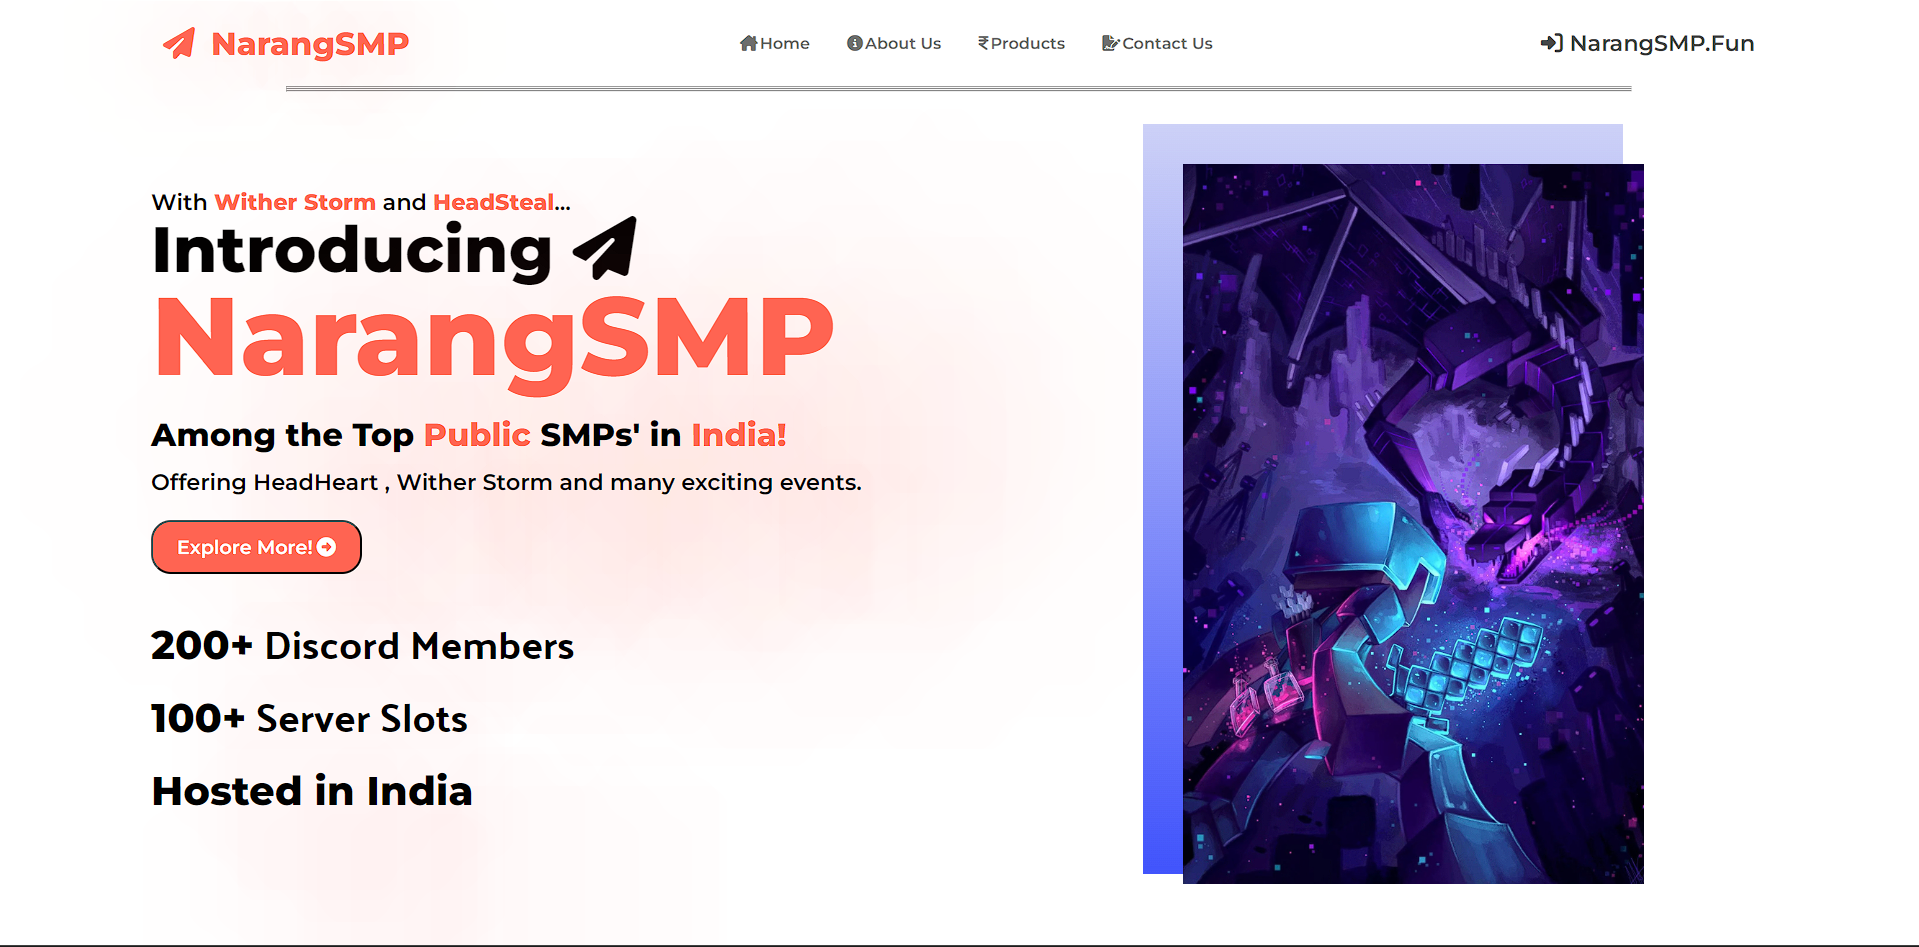 NarangSMP
Home About Us Products Contact Us
NarangSMP.Fun
With Wither Storm and HeadSteal...
Introducing
NarangSMP
Among the Top Public SMPs' in India!
Offering HeadHeart , Wither Storm and many exciting events.
Explore More!
200+ Discord Members
100+ Server Slots
Hosted in India